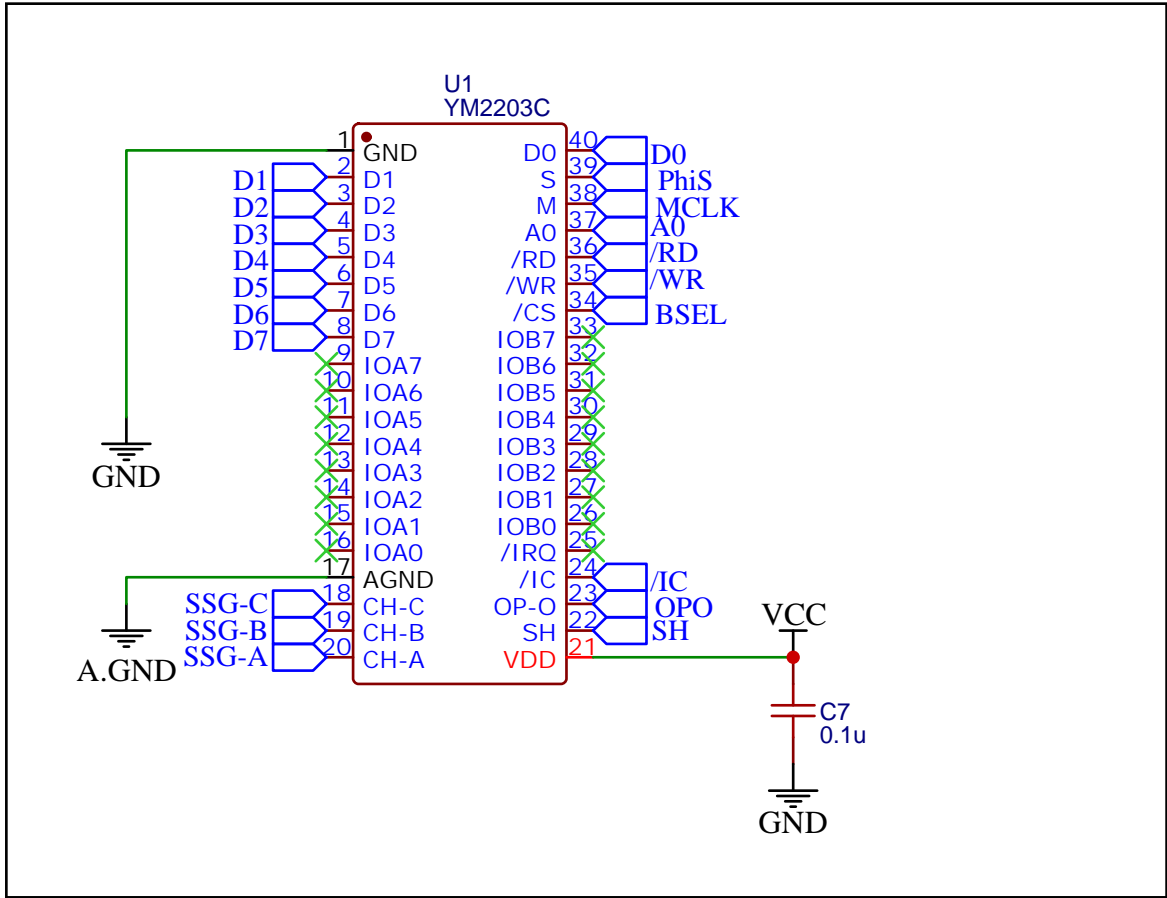 U1
YM2203C
1 GND D0 40 D0
D1 2 D1 S 39 PhiS
D2 3 D2 M 38 MCLK
D3 4 D3 A0 37 A0
D4 5 D4 /RD 36 /RD
D5 6 D5 /WR 35 /WR
D6 7 D6 /CS 34 BSEL
D7 8 D7 IOB7 33
9 IOA7 IOB6 32
10 IOA6 IOB5 31
11 IOA5 IOB4 30
12 IOA4 IOB3 29
13 IOA3 IOB2 28
14 IOA2 IOB1 27
15 IOA1 IOB0 26
16 IOA0 /IRQ 25
17 AGND /IC 24 /IC
SSG-C 18 CH-C OP-O 23 OPO
SSG-B 19 CH-B SH 22 SH
SSG-A 20 CH-A VDD 21
GND
A.GND
VCC
C7
0.1u
GND